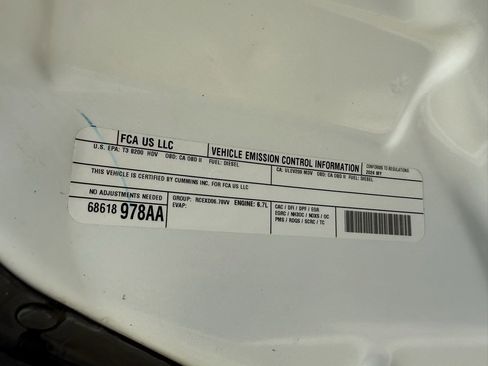 FCA US LLC
VEHICLE EMISSION CONTROL INFORMATION
CONFORMS TO REGULATIONS
2024 MY
U.S. EPA: T3 B200 HDV OBD: CA OBD II FUEL: DIESEL
CA: ULEV200 MDV OBD: CA OBD II FUEL: DIESEL
THIS VEHICLE IS CERTIFIED BY CUMMINS INC. FOR FCA US LLC
NO ADJUSTMENTS NEEDED
68618 978AA
GROUP: RCEXD06.78VV ENGINE: 6.7L
EVAP:
CAC / DFI / DPF / EGR
EGRC / NH3OC / NOXS / OC
PMS / RDQS / SCRC / TC